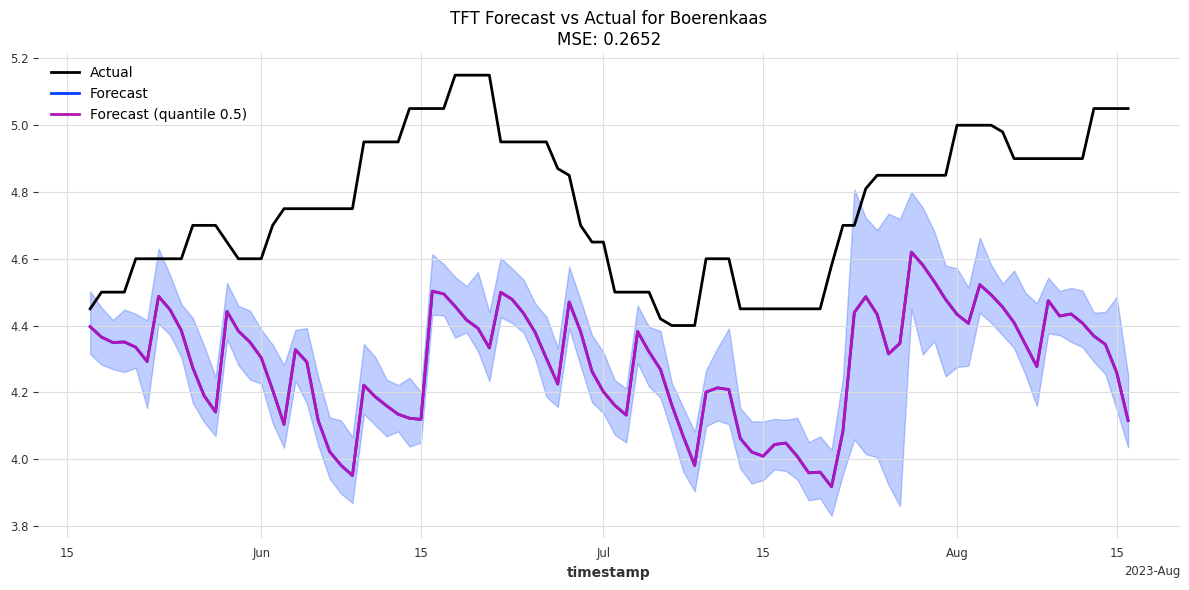 TFT Forecast vs Actual for Boerenkaas
MSE: 0.2652
Actual
Forecast
Forecast (quantile 0.5)
5.2
5.0
4.8
4.6
4.4
4.2
4.0
3.8
15 Jun 15 Jul 15 Aug 15
timestamp
2023-Aug